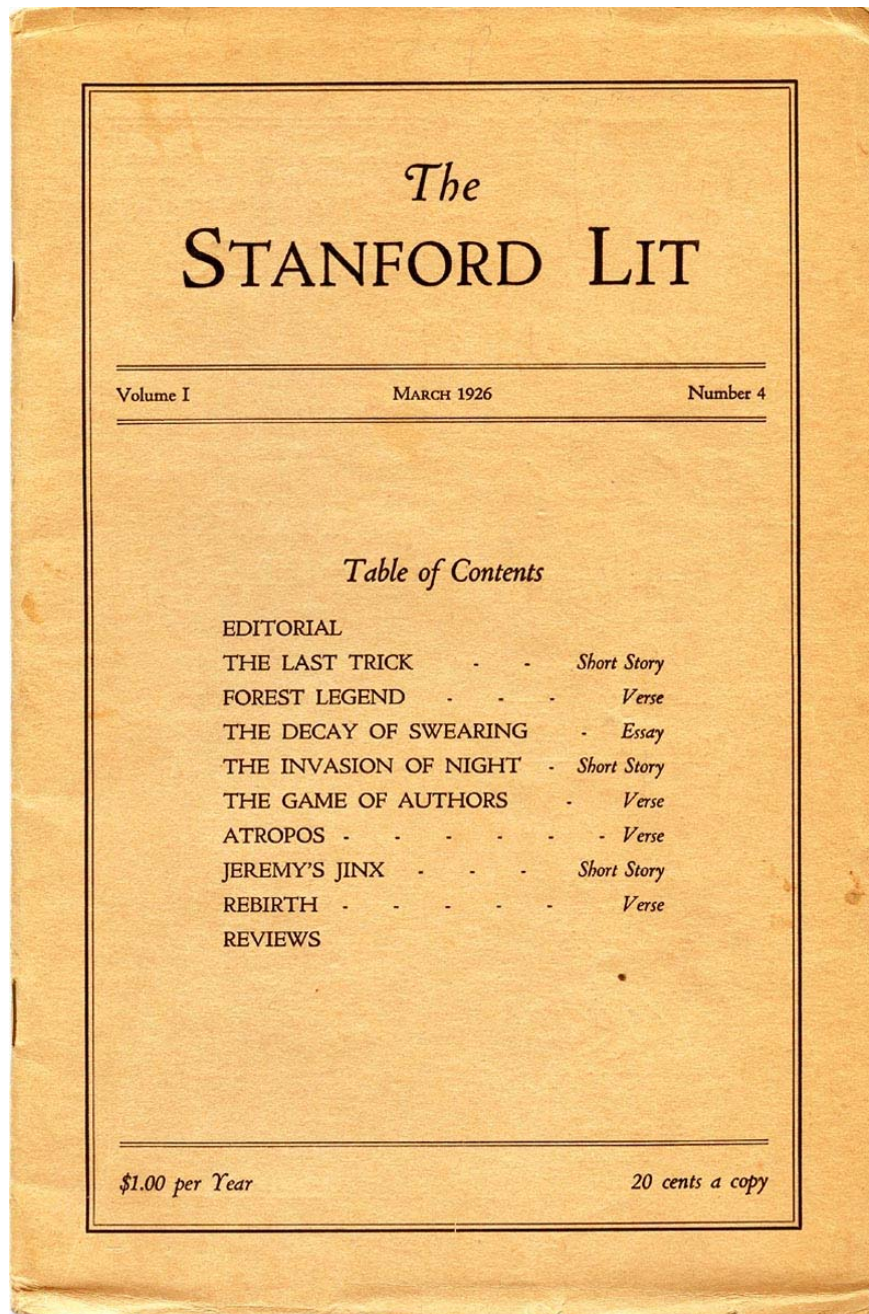 The
STANFORD LIT
Volume I MARCH 1926 Number 4
Table of Contents
EDITORIAL
THE LAST TRICK - - Short Story
FOREST LEGEND - - - Verse
THE DECAY OF SWEARING - Essay
THE INVASION OF NIGHT - Short Story
THE GAME OF AUTHORS - Verse
ATROPOS - - - - - - Verse
JEREMY'S JINX - - - Short Story
REBIRTH - - - - - Verse
REVIEWS
$1.00 per Year 20 cents a copy